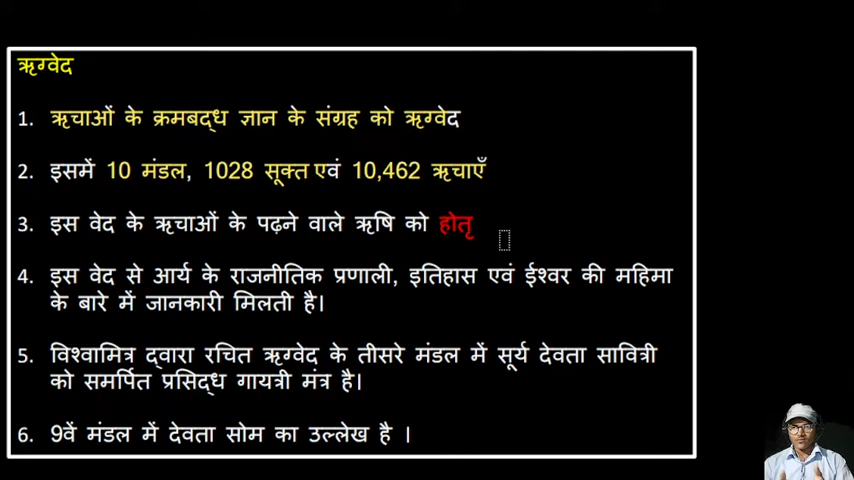 ऋग्वेद
1. ऋचाओं के क्रमबद्ध ज्ञान के संग्रह को ऋग्वेद
2. इसमें 10 मंडल, 1028 सूक्त एवं 10,462 ऋचाएँ
3. इस वेद के ऋचाओं के पढ़ने वाले ऋषि को होतृ
4. इस वेद से आर्य के राजनीतिक प्रणाली, इतिहास एवं ईश्वर की महिमा
के बारे में जानकारी मिलती है।
5. विश्वामित्र द्वारा रचित ऋग्वेद के तीसरे मंडल में सूर्य देवता सावित्री
को समर्पित प्रसिद्ध गायत्री मंत्र है।
6. 9वें मंडल में देवता सोम का उल्लेख है ।